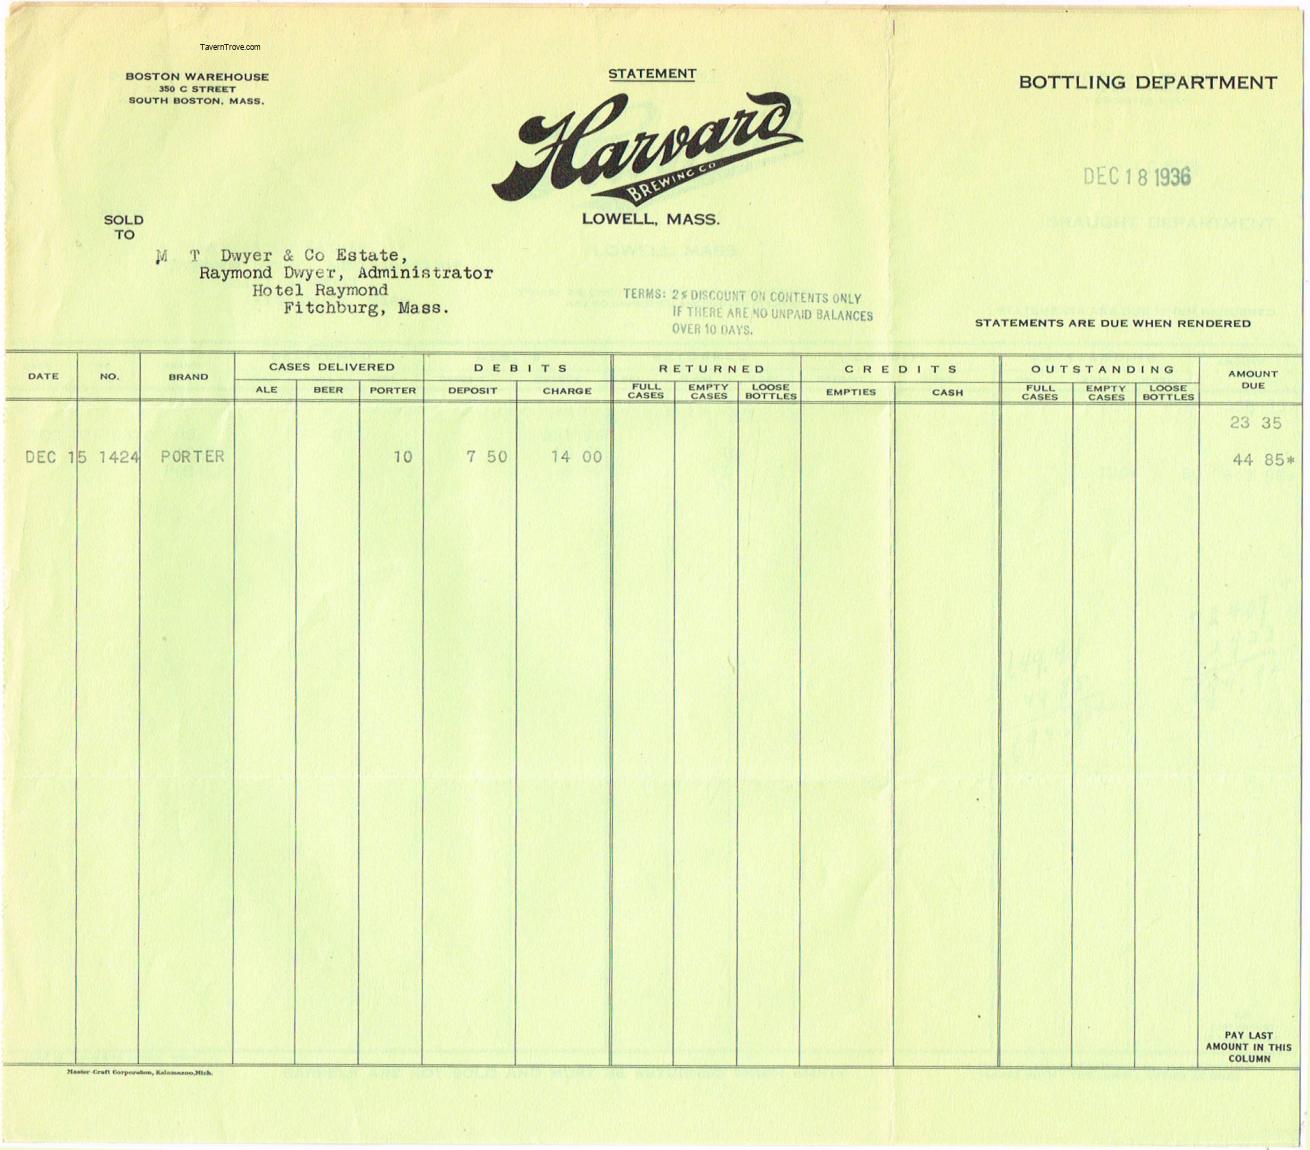 TavernTrove.com
BOSTON WAREHOUSE
350 C STREET
SOUTH BOSTON, MASS.
STATEMENT
Harvard
BREWING CO
LOWELL, MASS.
BOTTLING DEPARTMENT
DEC 18 1936
SOLD
TO
M T Dwyer & Co Estate,
Raymond Dwyer, Administrator
Hotel Raymond
Fitchburg, Mass.
TERMS: 2% DISCOUNT ON CONTENTS ONLY
IF THERE ARE NO UNPAID BALANCES
OVER 10 DAYS.
STATEMENTS ARE DUE WHEN RENDERED
DATE NO. BRAND CASES DELIVERED DEBITS RETURNED CREDITS OUTSTANDING AMOUNT DUE
ALE BEER PORTER DEPOSIT CHARGE FULL CASES EMPTY CASES LOOSE BOTTLES EMPTIES CASH FULL CASES EMPTY CASES LOOSE BOTTLES
23 35
DEC 15 1424 PORTER 10 7 50 14 00 44 85*
PAY LAST
AMOUNT IN THIS
COLUMN
Master-Craft Corporation, Kalamazoo, Mich.